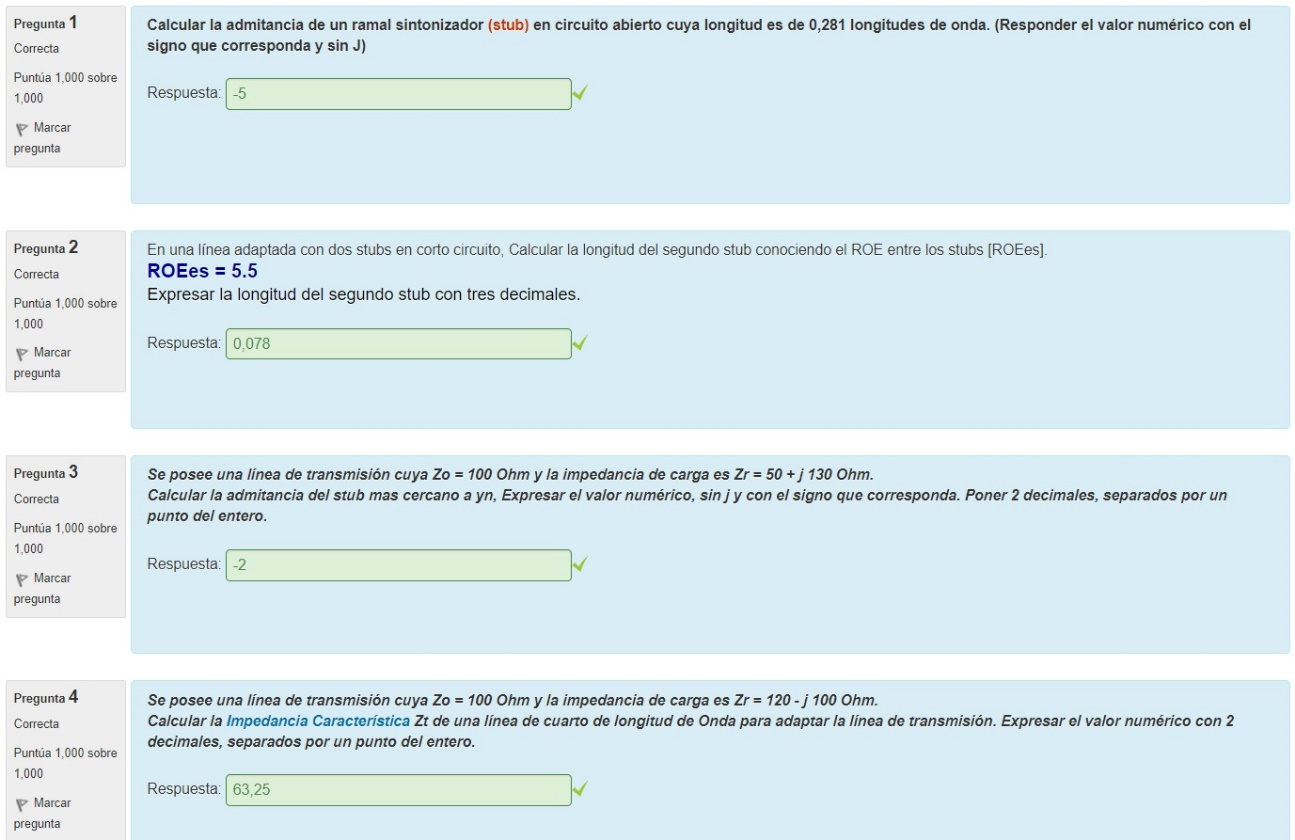 Pregunta 1
Correcta
Puntúa 1,000 sobre
1,000
Marcar
pregunta
Calcular la admitancia de un ramal sintonizador (stub) en circuito abierto cuya longitud es de 0,281 longitudes de onda. (Responder el valor numérico con el
signo que corresponda y sin J)
Respuesta: -5
Pregunta 2
Correcta
Puntúa 1,000 sobre
1,000
Marcar
pregunta
En una línea adaptada con dos stubs en corto circuito, Calcular la longitud del segundo stub conociendo el ROE entre los stubs [ROEes].
ROEes = 5.5
Expresar la longitud del segundo stub con tres decimales.
Respuesta: 0,078
Pregunta 3
Correcta
Puntúa 1,000 sobre
1,000
Marcar
pregunta
Se posee una línea de transmisión cuya Zo = 100 Ohm y la impedancia de carga es Zr = 50 + j 130 Ohm.
Calcular la admitancia del stub mas cercano a yn, Expresar el valor numérico, sin j y con el signo que corresponda. Poner 2 decimales, separados por un
punto del entero.
Respuesta: -2
Pregunta 4
Correcta
Puntúa 1,000 sobre
1,000
Marcar
pregunta
Se posee una línea de transmisión cuya Zo = 100 Ohm y la impedancia de carga es Zr = 120 - j 100 Ohm.
Calcular la Impedancia Característica Zt de una línea de cuarto de longitud de Onda para adaptar la línea de transmisión. Expresar el valor numérico con 2
decimales, separados por un punto del entero.
Respuesta: 63,25